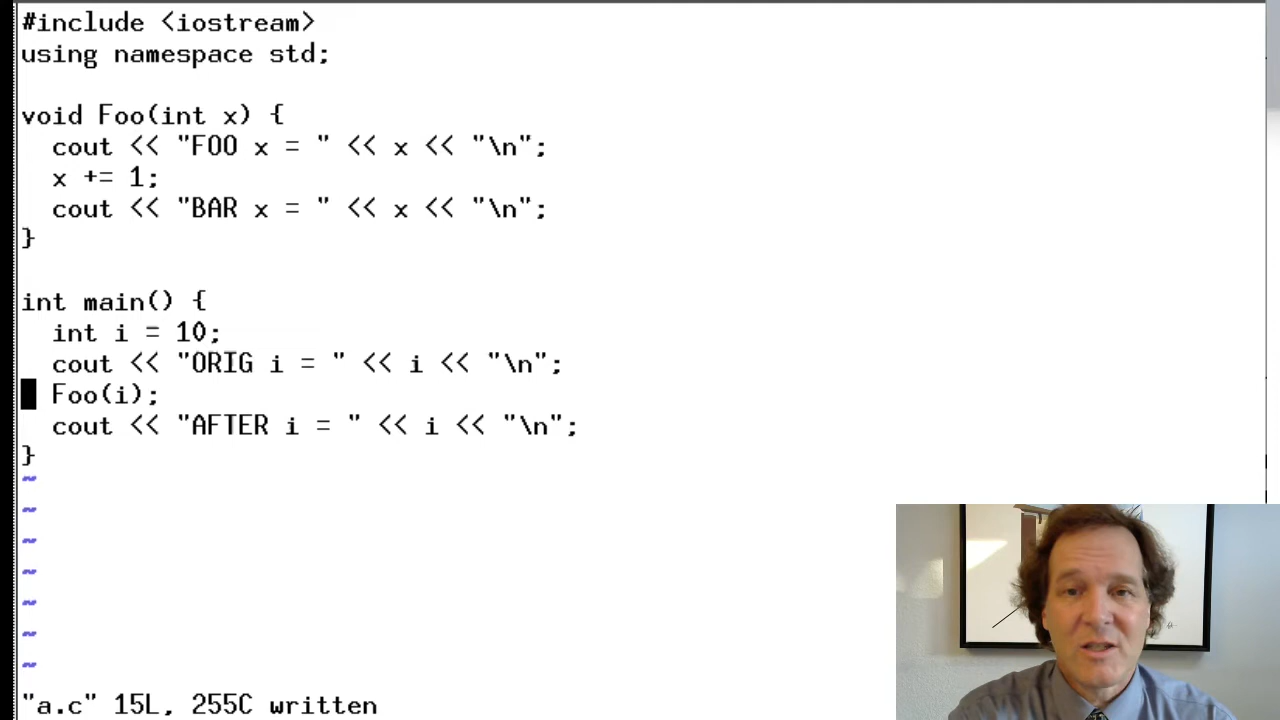 #include <iostream>
using namespace std;
void Foo(int x) {
  cout << "FOO x = " << x << "\n";
  x += 1;
  cout << "BAR x = " << x << "\n";
}
int main() {
  int i = 10;
  cout << "ORIG i = " << i << "\n";
  Foo(i);
  cout << "AFTER i = " << i << "\n";
}
~
~
~
~
~
~
~
"a.c" 15L, 255C written